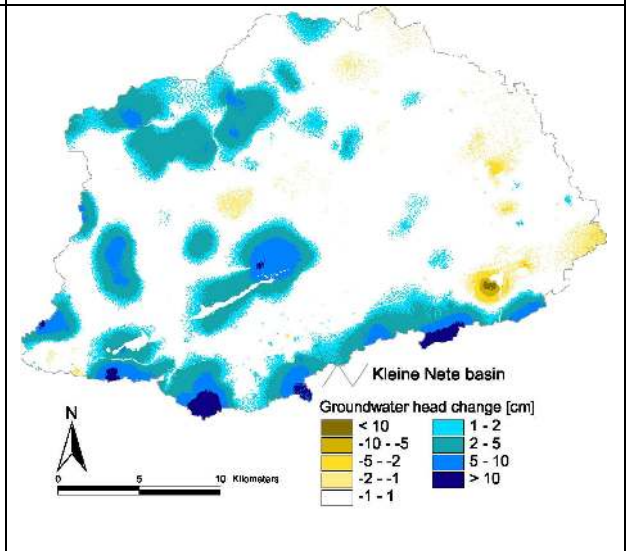 Kleine Nete basin
Groundwater head change [cm]
< 10
1 - 2
-10 - -5
2 - 5
-5 - -2
5 - 10
-2 - -1
> 10
-1 - 1
N
0 5 10 Kilometers